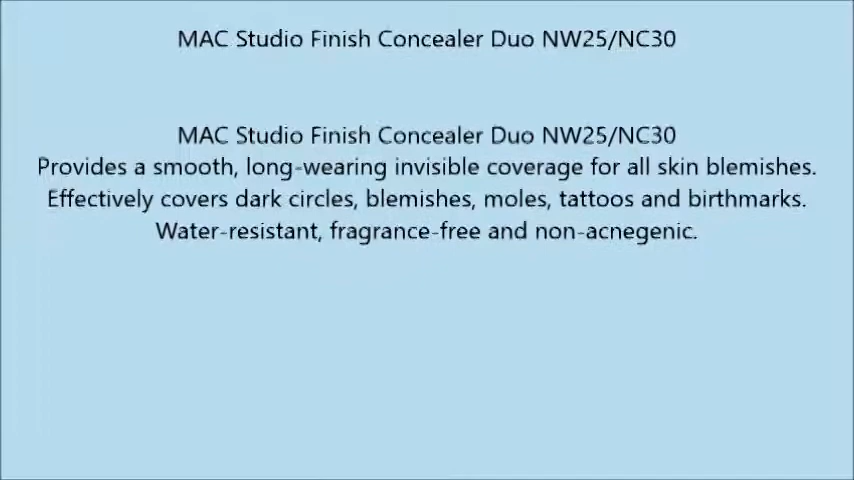 MAC Studio Finish Concealer Duo NW25/NC30
MAC Studio Finish Concealer Duo NW25/NC30
Provides a smooth, long-wearing invisible coverage for all skin blemishes.
Effectively covers dark circles, blemishes, moles, tattoos and birthmarks.
Water-resistant, fragrance-free and non-acnegenic.